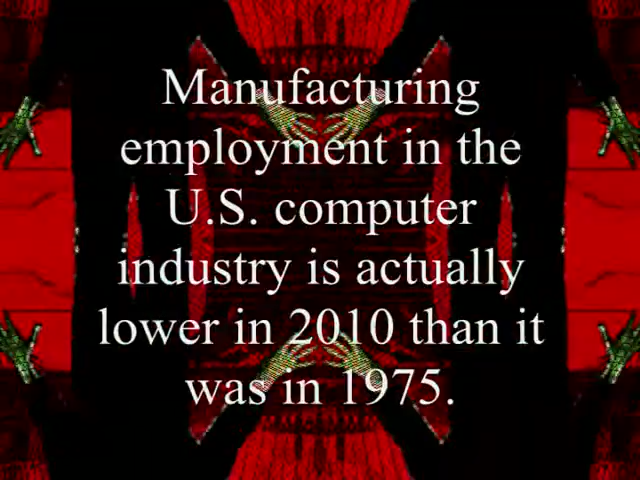 Manufacturing
employment in the
U.S. computer
industry is actually
lower in 2010 than it
was in 1975.